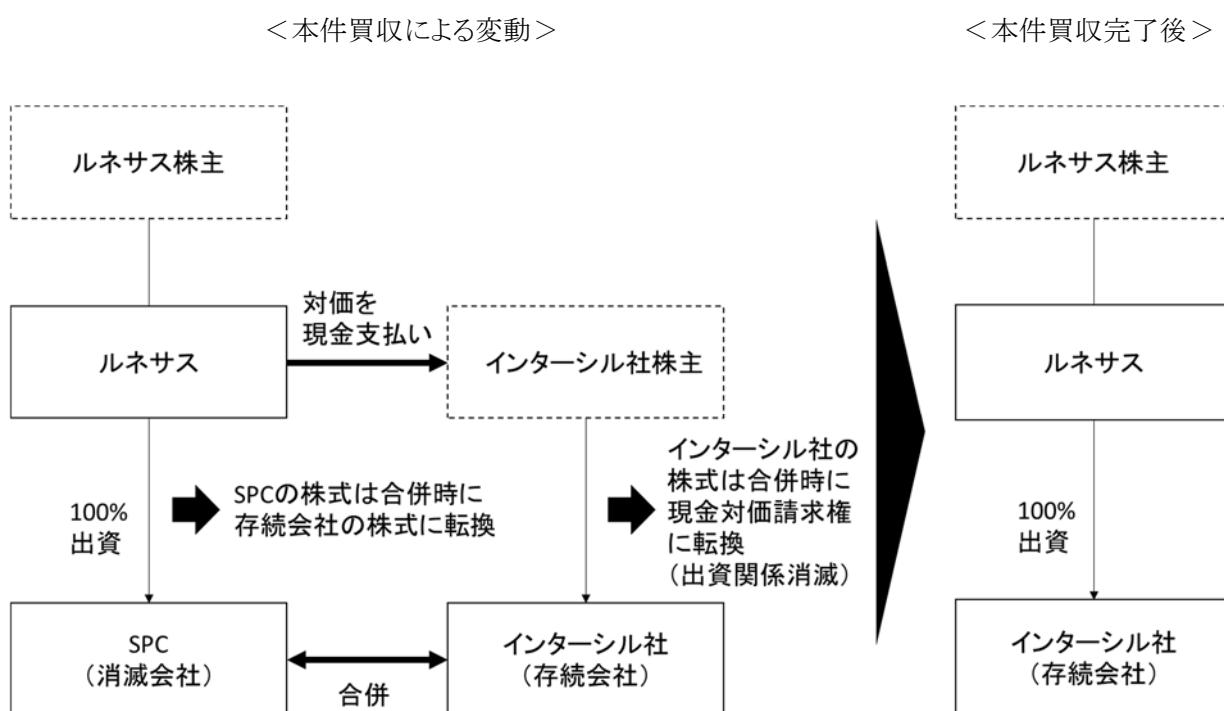 ＜本件買収による変動＞
＜本件買収完了後＞
ルネサス株主
ルネサス
対価を
現金支払い
インターシル社株主
100%
出資
SPCの株式は合併時に
存続会社の株式に転換
インターシル社の
株式は合併時に
現金対価請求権
に転換
（出資関係消滅）
SPC
（消滅会社）
合併
インターシル社
（存続会社）
ルネサス株主
ルネサス
100%
出資
インターシル社
（存続会社）